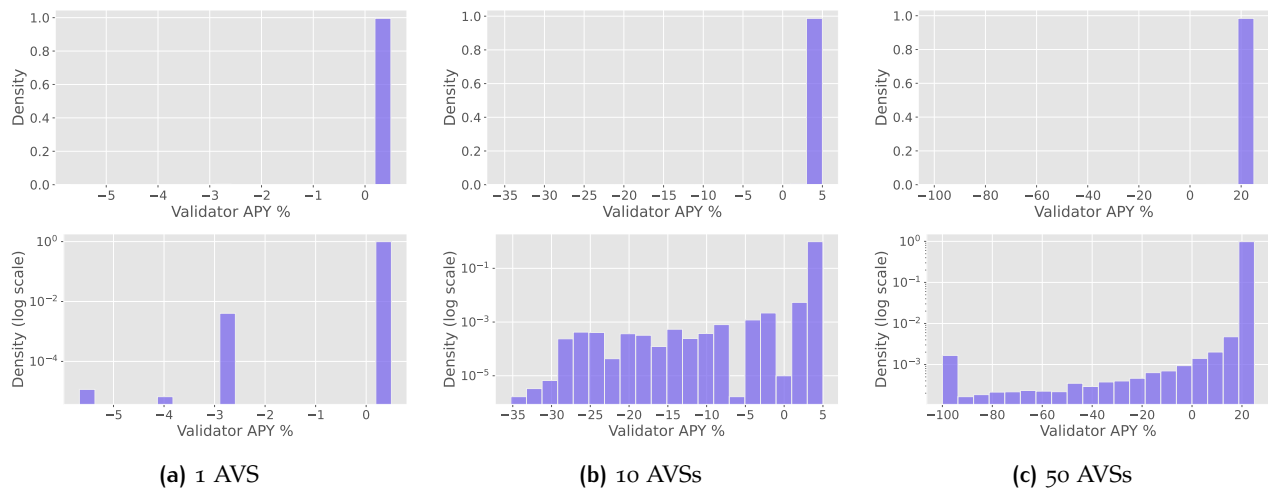 1.0
0.8
0.6
0.4
0.2
0.0
Density
−5 −4 −3 −2 −1 0
Validator APY %
1.0
0.8
0.6
0.4
0.2
0.0
Density
−35 −30 −25 −20 −15 −10 −5 0 5
Validator APY %
1.0
0.8
0.6
0.4
0.2
0.0
Density
−100 −80 −60 −40 −20 0 20
Validator APY %
10⁰
10⁻²
10⁻⁴
Density (log scale)
−5 −4 −3 −2 −1 0
Validator APY %
10⁻¹
10⁻³
10⁻⁵
Density (log scale)
−35 −30 −25 −20 −15 −10 −5 0 5
Validator APY %
10⁰
10⁻¹
10⁻²
10⁻³
Density (log scale)
−100 −80 −60 −40 −20 0 20
Validator APY %
(a) 1 AVS
(b) 10 AVSs
(c) 50 AVSs